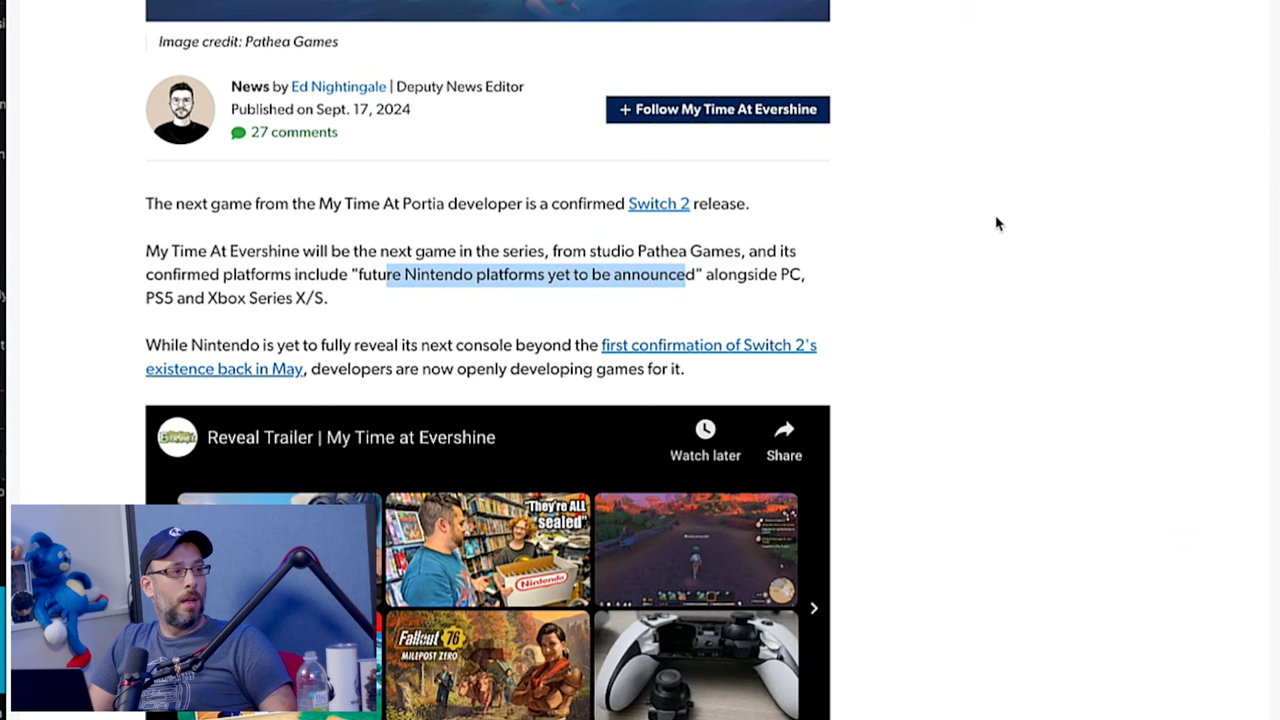 Image credit: Pathea Games
News by Ed Nightingale | Deputy News Editor
Published on Sept. 17, 2024
27 comments
+ Follow My Time At Evershine
The next game from the My Time At Portia developer is a confirmed Switch 2 release.
My Time At Evershine will be the next game in the series, from studio Pathea Games, and its
confirmed platforms include "future Nintendo platforms yet to be announced" alongside PC,
PS5 and Xbox Series X/S.
While Nintendo is yet to fully reveal its next console beyond the first confirmation of Switch 2's
existence back in May, developers are now openly developing games for it.
Reveal Trailer | My Time at Evershine
Watch later
Share
"They're ALL
sealed"
Nintendo
Fallout 76
MILEPOST ZERO